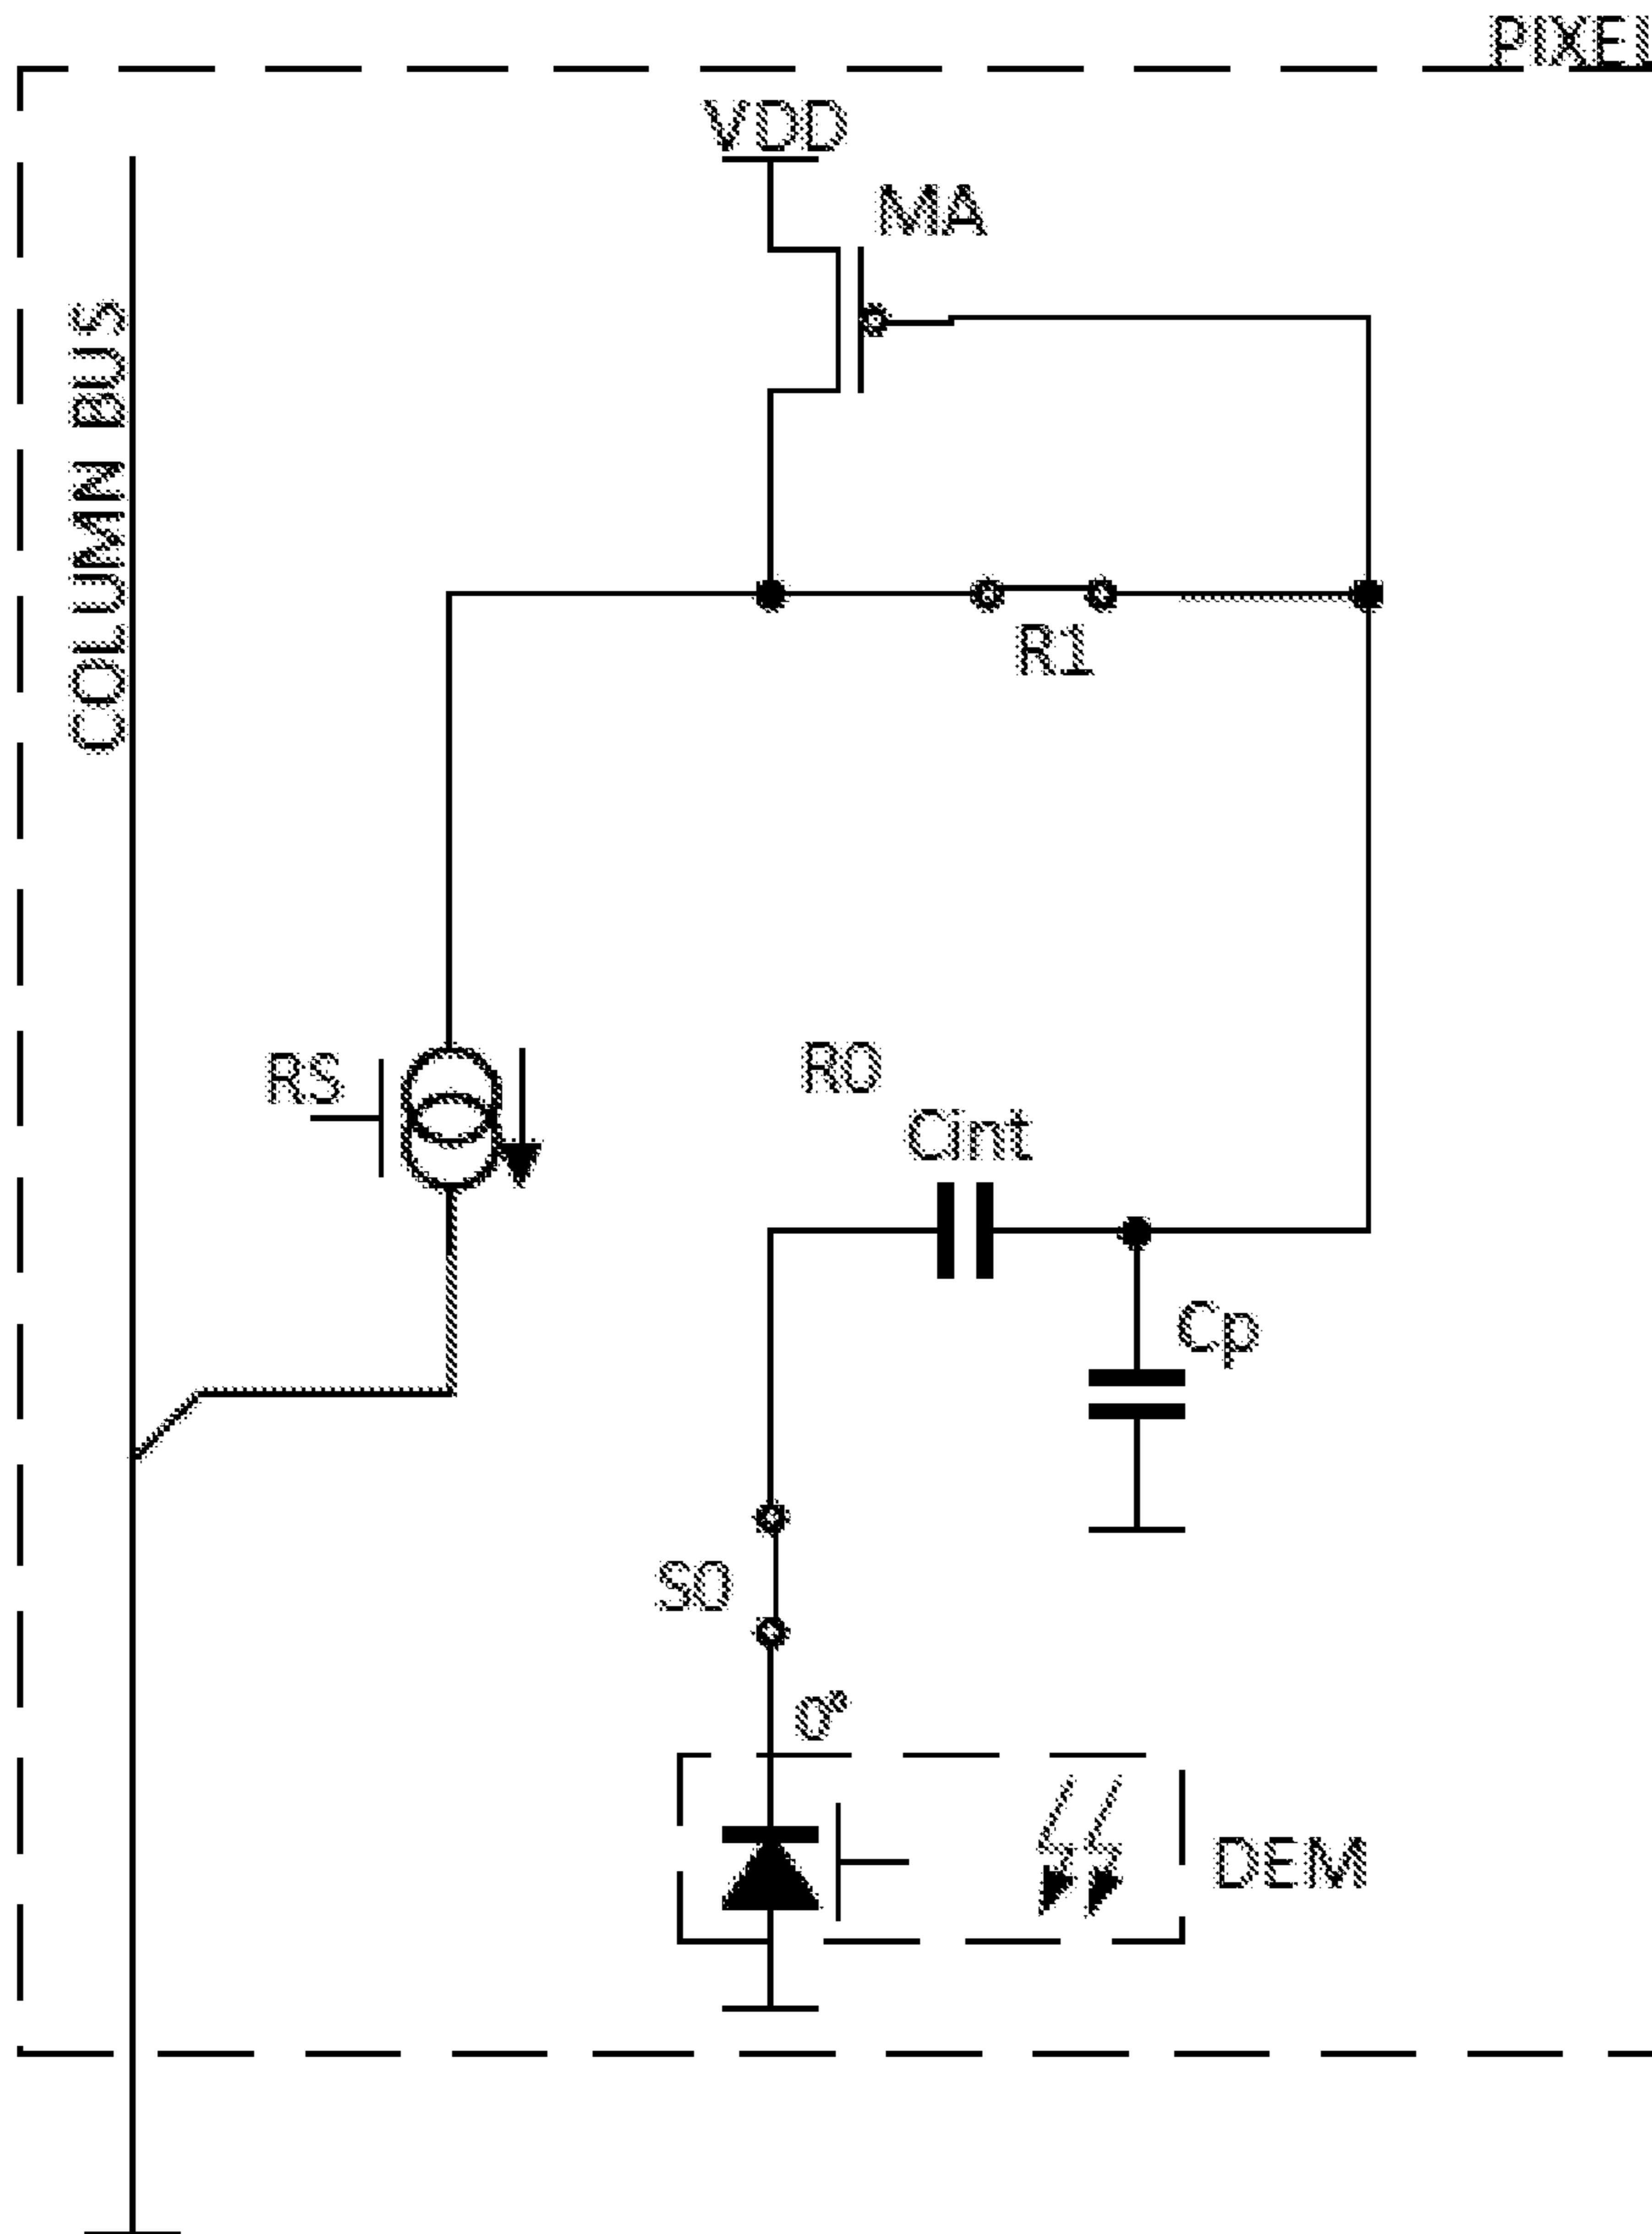 PIXEL
VDD
MA
COLUMN BUS
R1
RS
R0
Cint
Cp
S0
0°
DEM